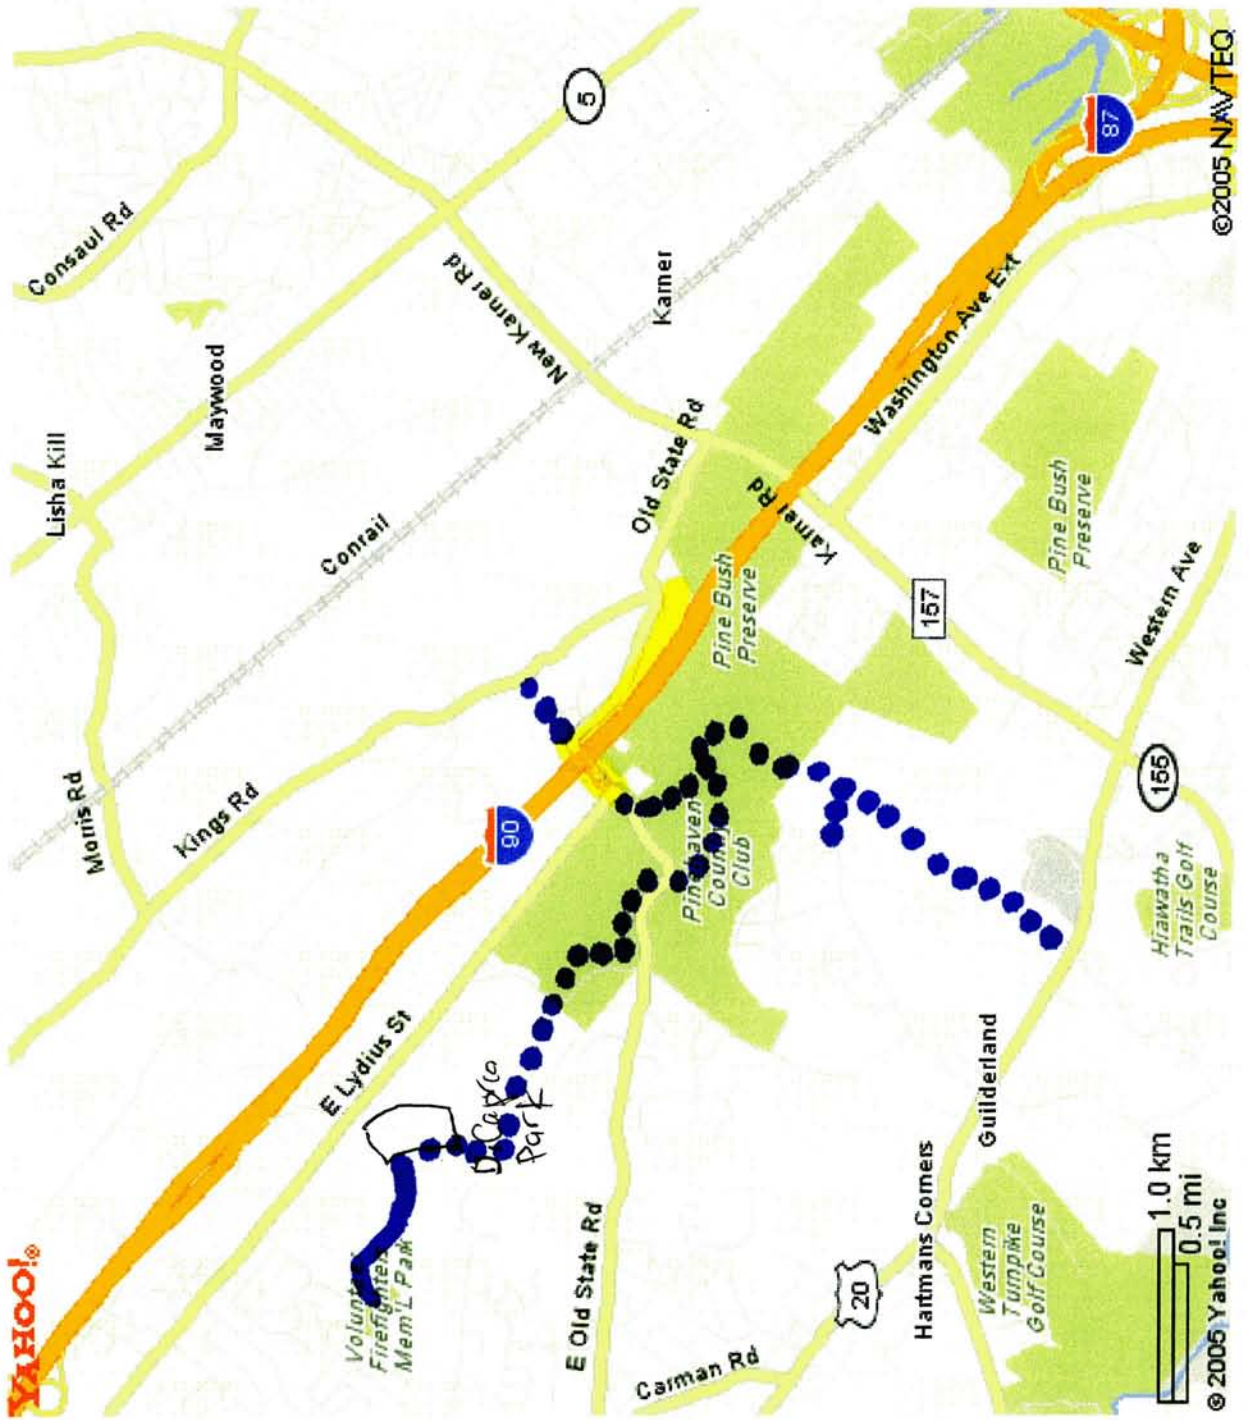 YAHOO!®
Lisha Kill
Consaul Rd
Maywood
Morris Rd
Conrail
5
Kings Rd
New Karner Rd
Karner
90
Old State Rd
E Lydius St
Volunteer
Firefighters
Mem'L Park
DiCaprio
Park
Pine Bush
Preserve
Karner Rd
Washington Ave Ext
87
Pinehaven
Country
Club
E Old State Rd
157
Pine Bush
Preserve
Carman Rd
20
Western Ave
155
Hartmans Corners
Guilderland
Western
Turnpike
Golf Course
Hiawatha
Trails Golf
Course
1.0 km
0.5 mi
© 2005 Yahoo! Inc
©2005 NAVTEQ